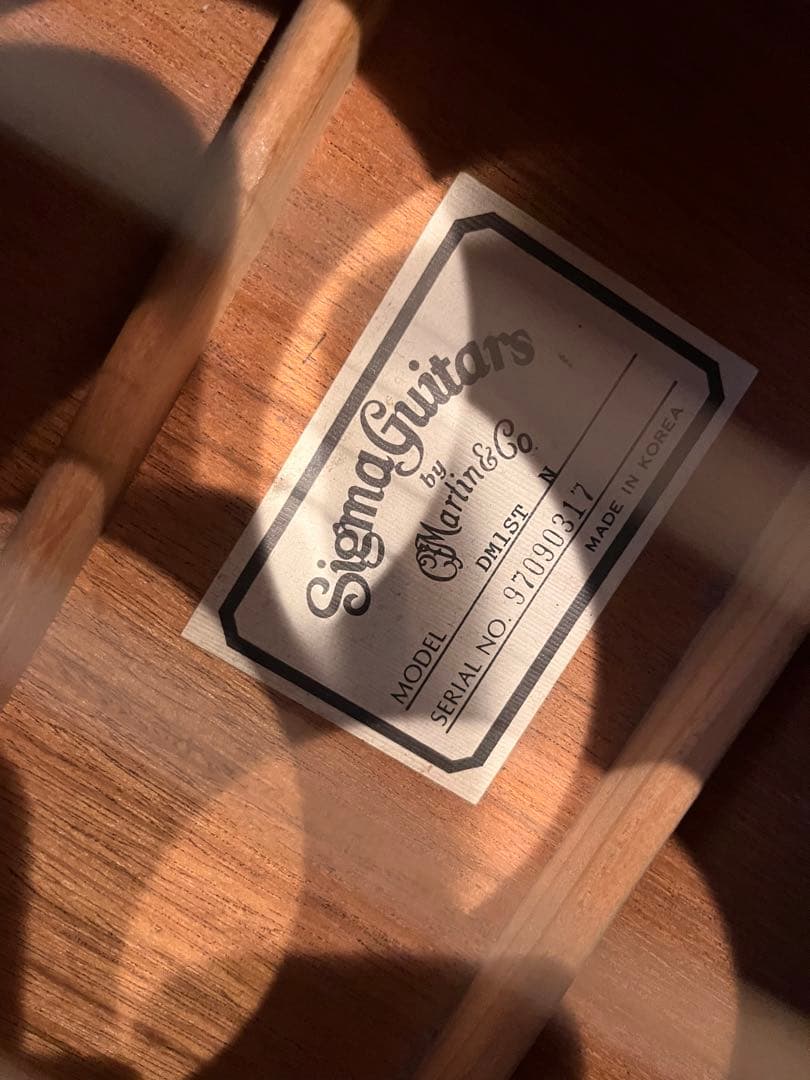 Sigma Guitars
by
CF Martin & Co.
MODEL DM1ST N
SERIAL NO. 97090317
MADE IN KOREA